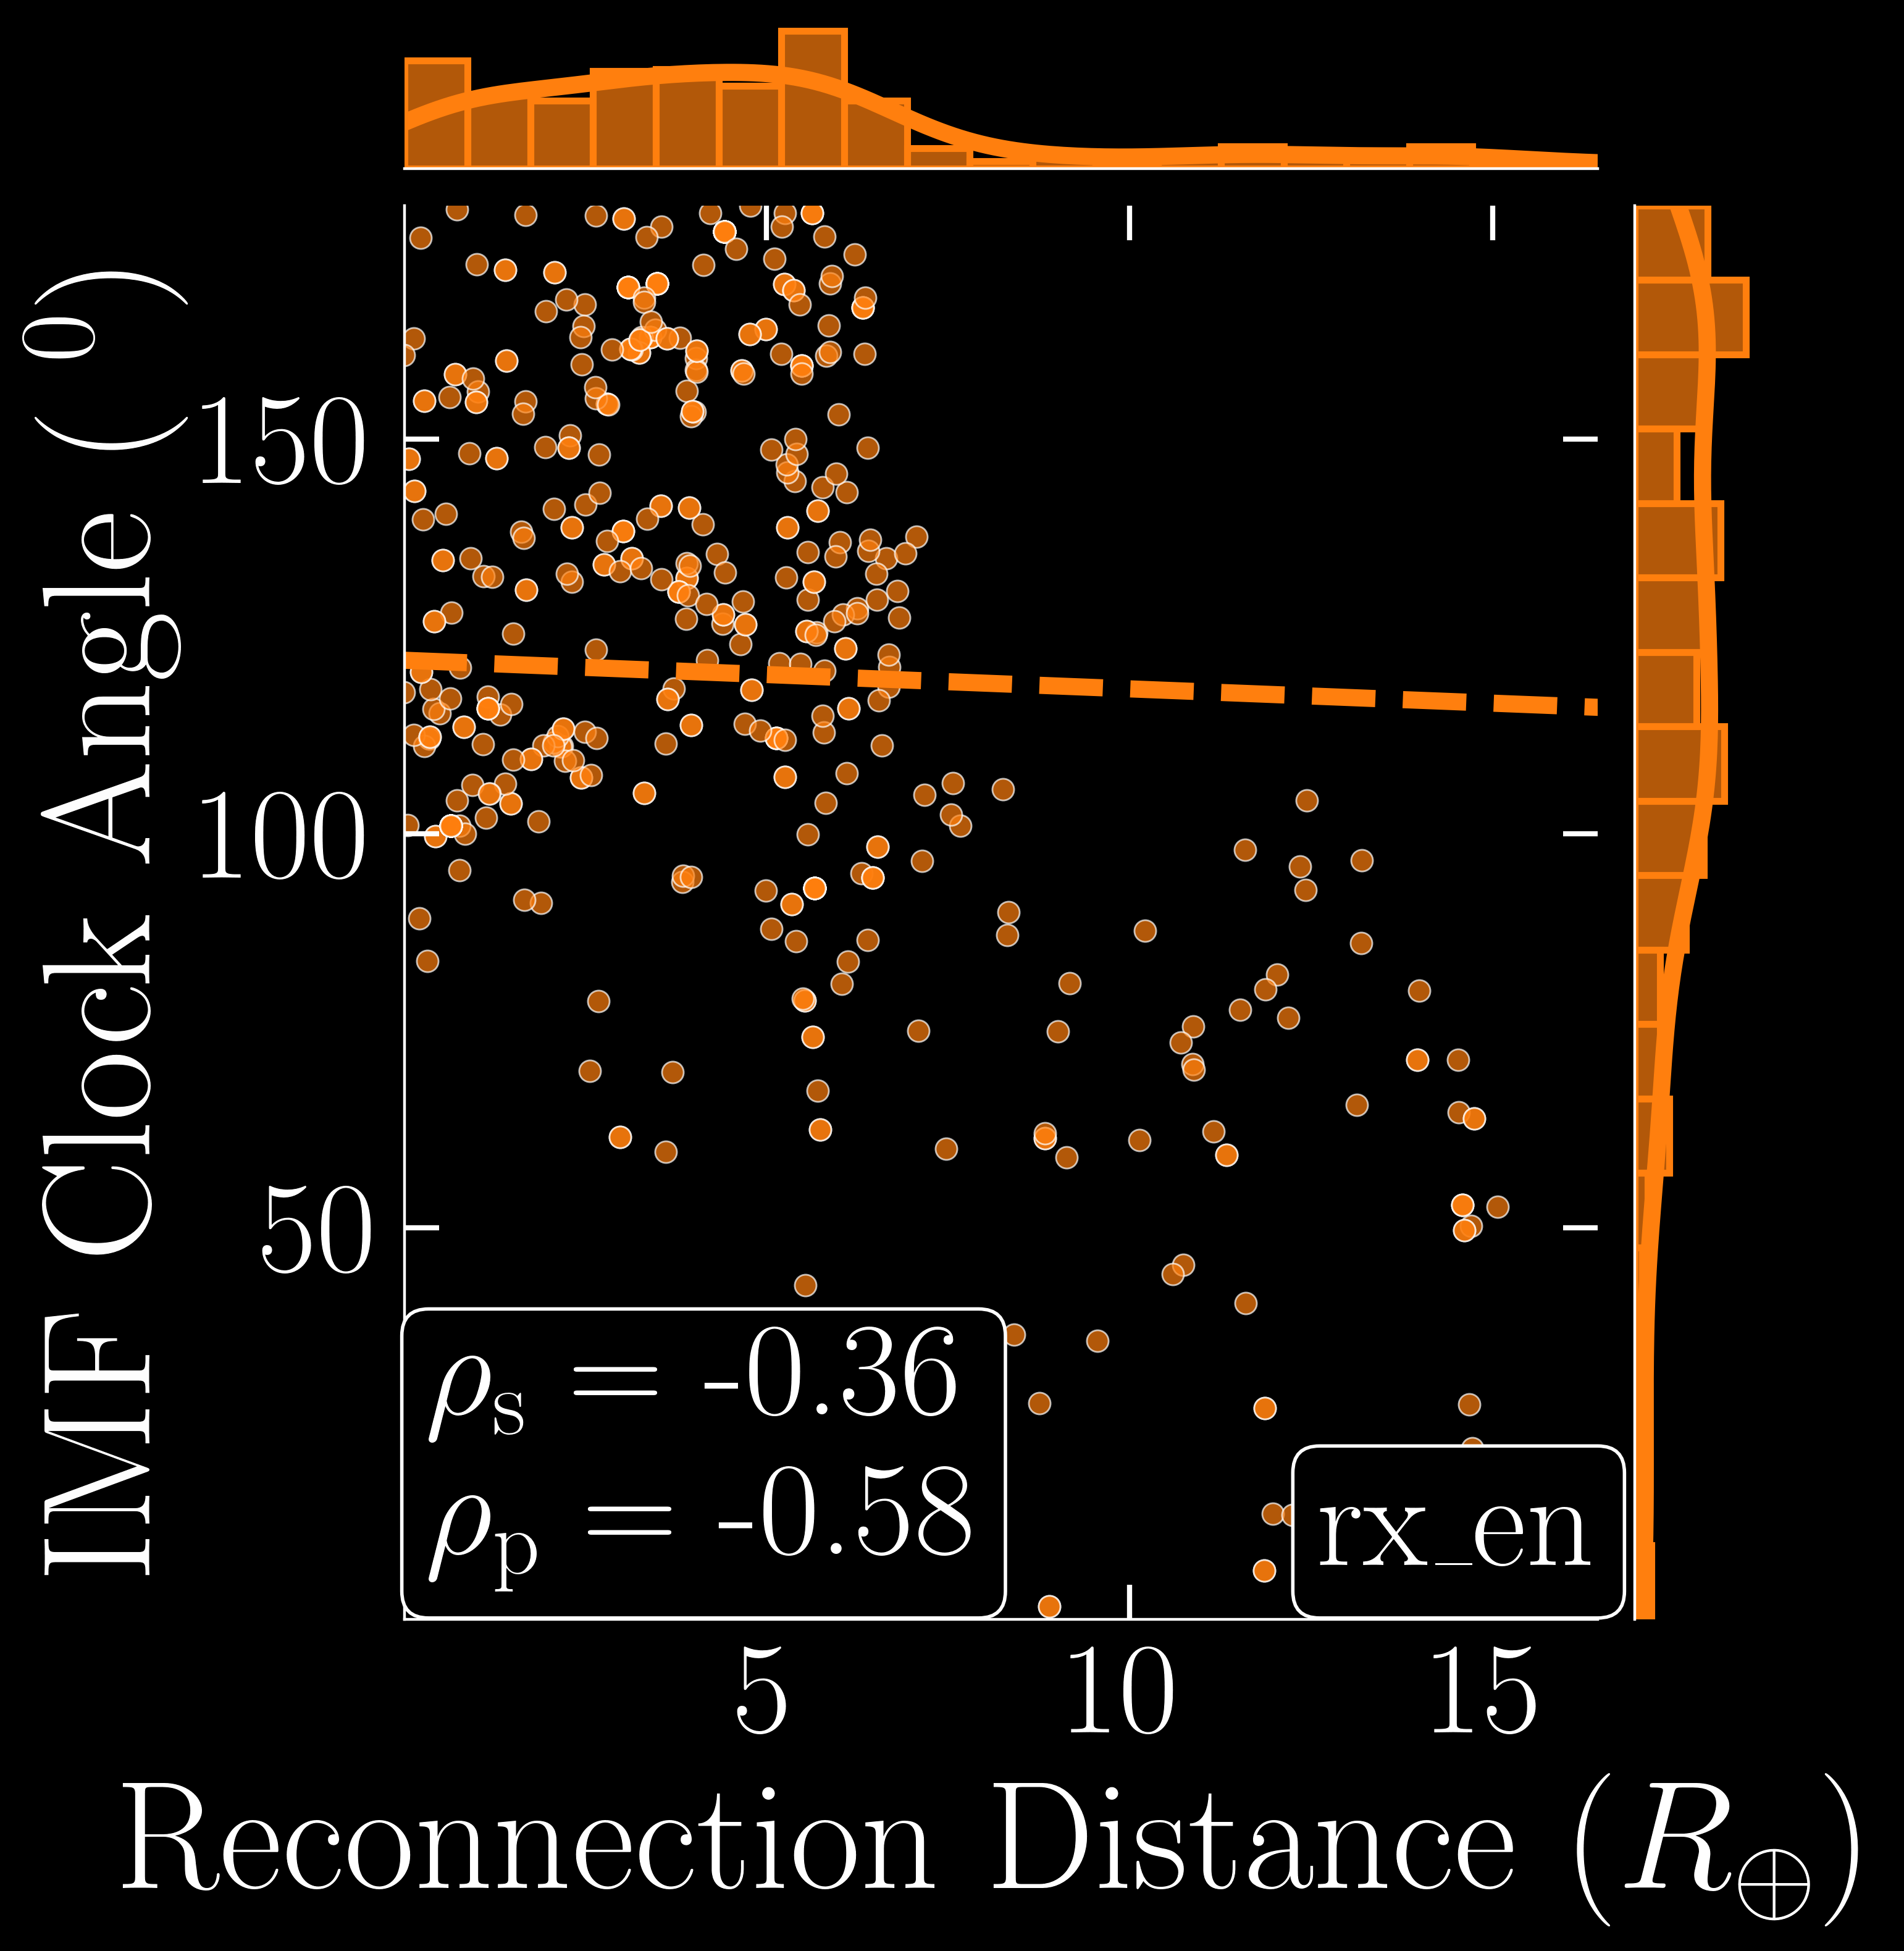 IMF Clock Angle ( 0)
150
100
50
ρs = -0.36
ρp = -0.58
rx_en
5 10 15
Reconnection Distance (R⊕)